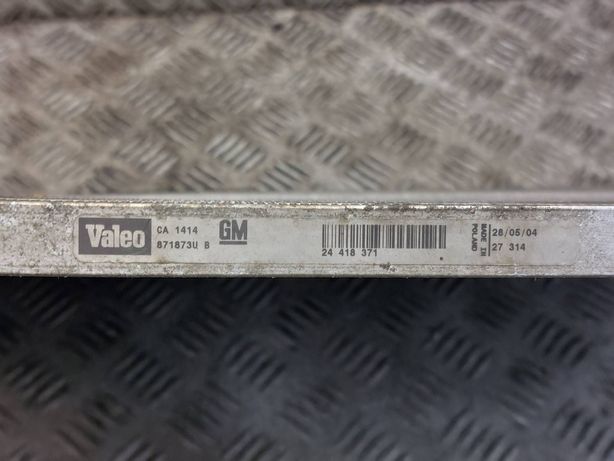 Valeo
CA 1414
871873U B
GM
24 418 371
MADE IN
POLAND
28/05/04
27 314